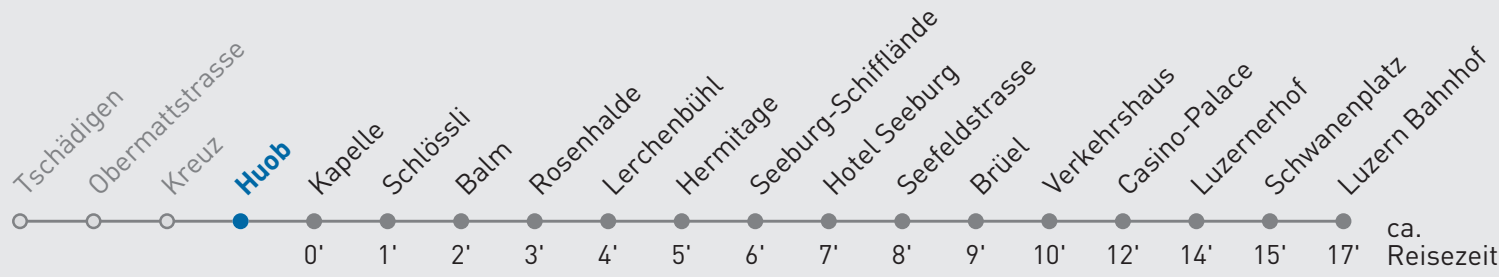 Tschädigen
Obermattstrasse
Kreuz
Huob
Kapelle
Schlössli
Balm
Rosenhalde
Lerchenbühl
Hermitage
Seeburg-Schifflände
Hotel Seeburg
Seefeldstrasse
Brüel
Verkehrshaus
Casino-Palace
Luzernerhof
Schwanenplatz
Luzern Bahnhof
0' 1' 2' 3' 4' 5' 6' 7' 8' 9' 10' 12' 14' 15' 17'
ca.
Reisezeit